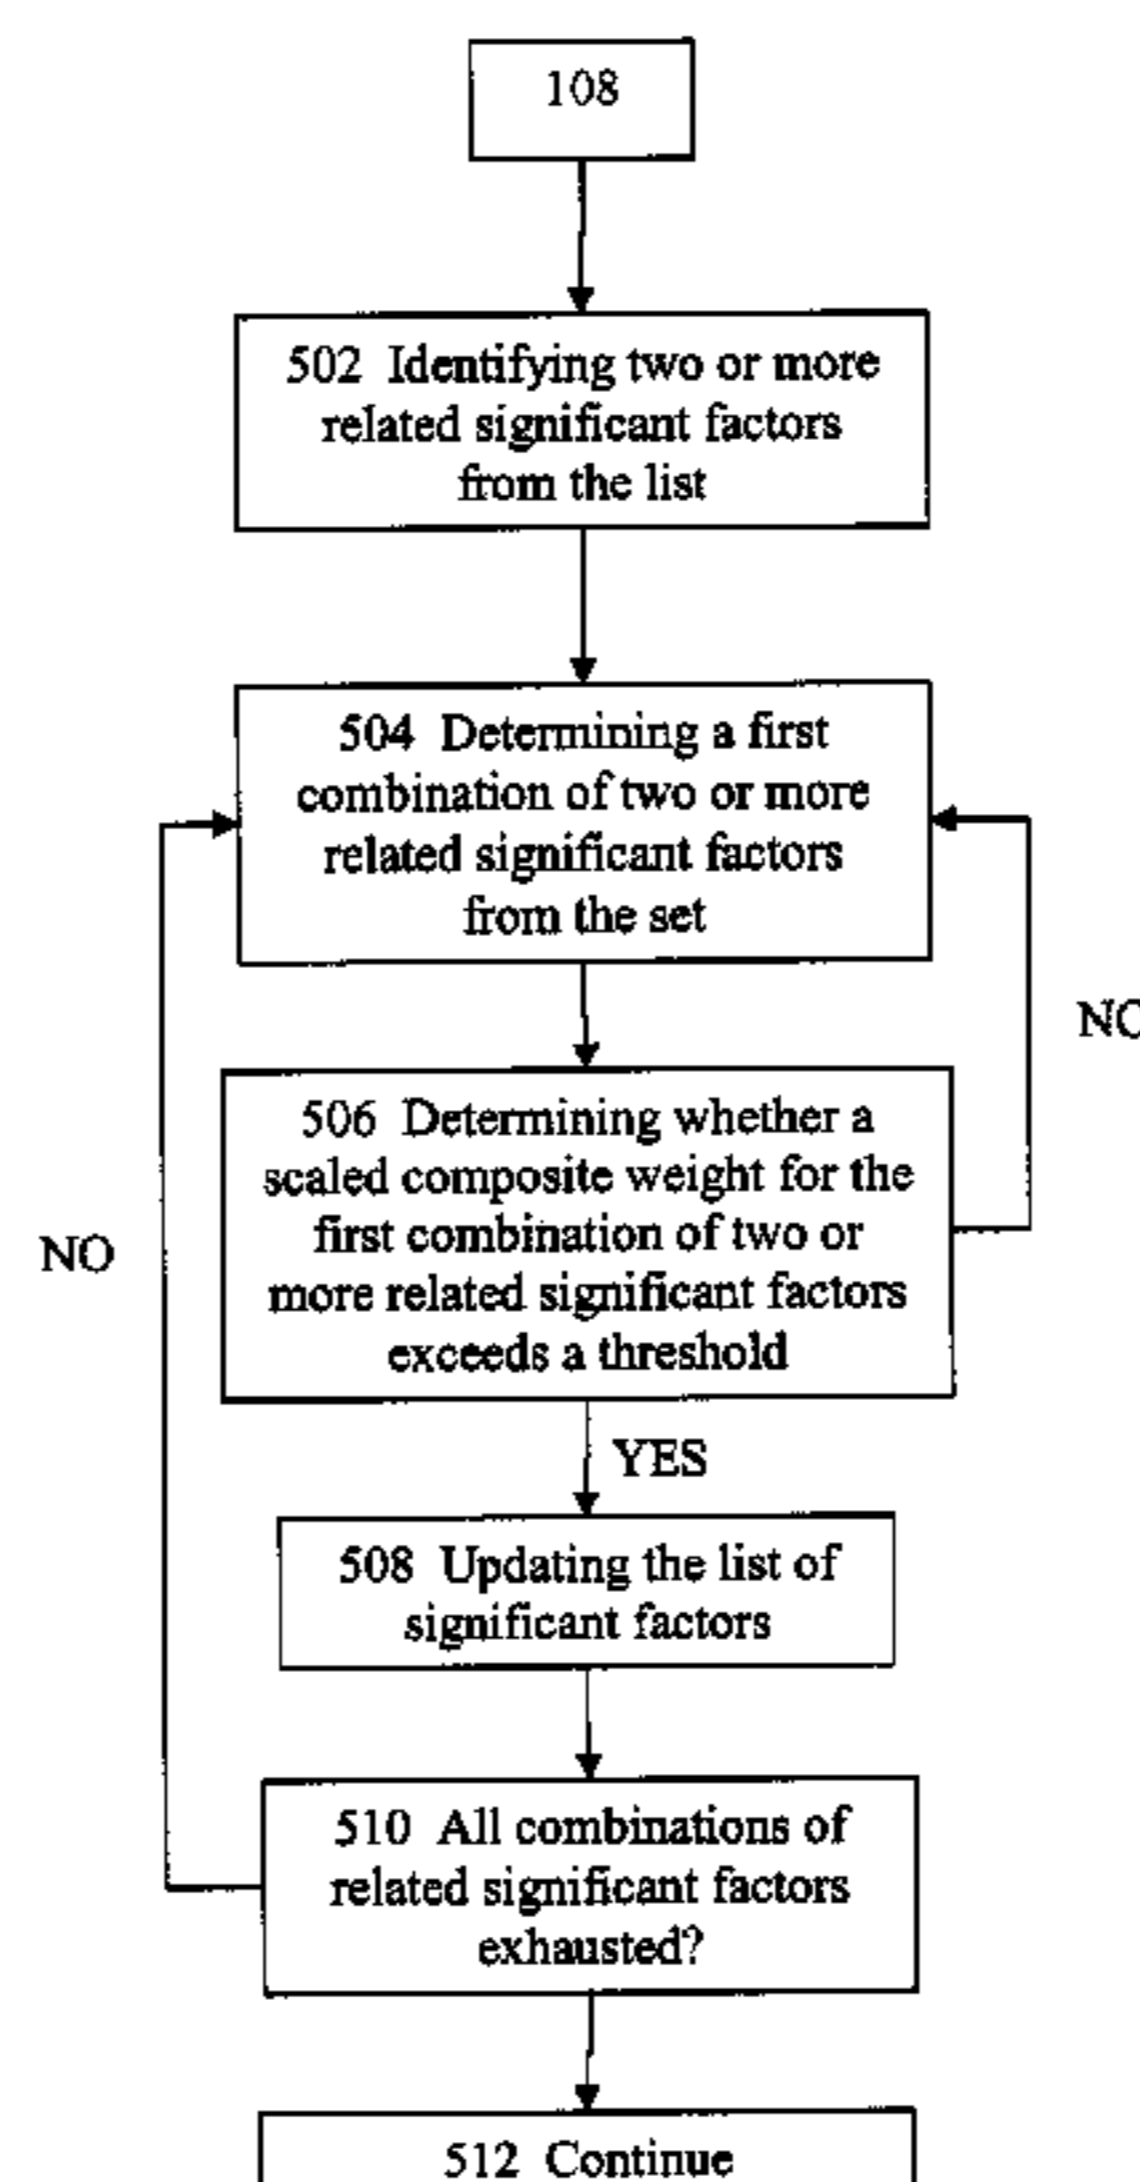 108
502 Identifying two or more
related significant factors
from the list
504 Determining a first
combination of two or more
related significant factors
from the set
NO
506 Determining whether a
scaled composite weight for the
first combination of two or
more related significant factors
exceeds a threshold
NO
YES
508 Updating the list of
significant factors
510 All combinations of
related significant factors
exhausted?
512 Continue